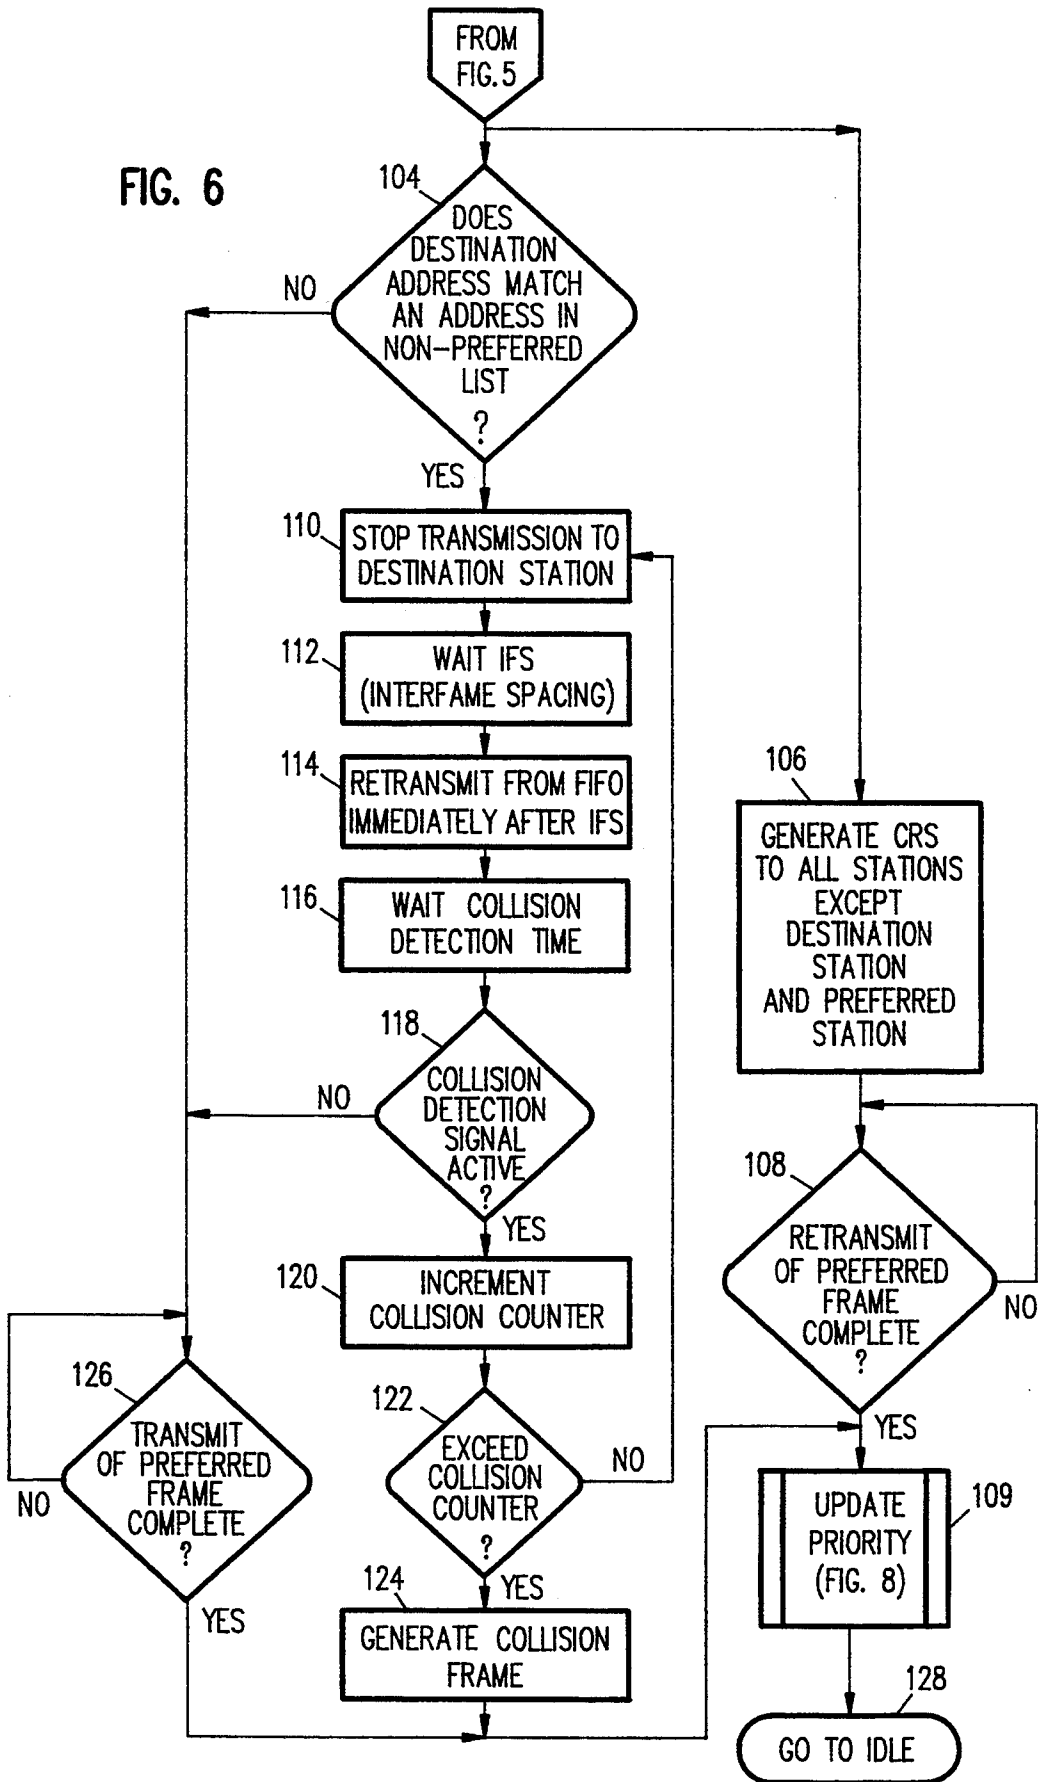 FROM
FIG. 5
FIG. 6
104
DOES
DESTINATION
ADDRESS MATCH
AN ADDRESS IN
NON-PREFERRED
LIST
?
NO
YES
110
STOP TRANSMISSION TO
DESTINATION STATION
112
WAIT IFS
(INTERFAME SPACING)
114
RETRANSMIT FROM FIFO
IMMEDIATELY AFTER IFS
116
WAIT COLLISION
DETECTION TIME
118
COLLISION
DETECTION
SIGNAL
ACTIVE
?
NO
YES
120
INCREMENT
COLLISION COUNTER
122
EXCEED
COLLISION
COUNTER
?
NO
YES
124
GENERATE COLLISION
FRAME
126
TRANSMIT
OF PREFERRED
FRAME
COMPLETE
?
NO
YES
106
GENERATE CRS
TO ALL STATIONS
EXCEPT
DESTINATION
STATION
AND PREFERRED
STATION
108
RETRANSMIT
OF PREFERRED
FRAME
COMPLETE
?
NO
YES
109
UPDATE
PRIORITY
(FIG. 8)
128
GO TO IDLE